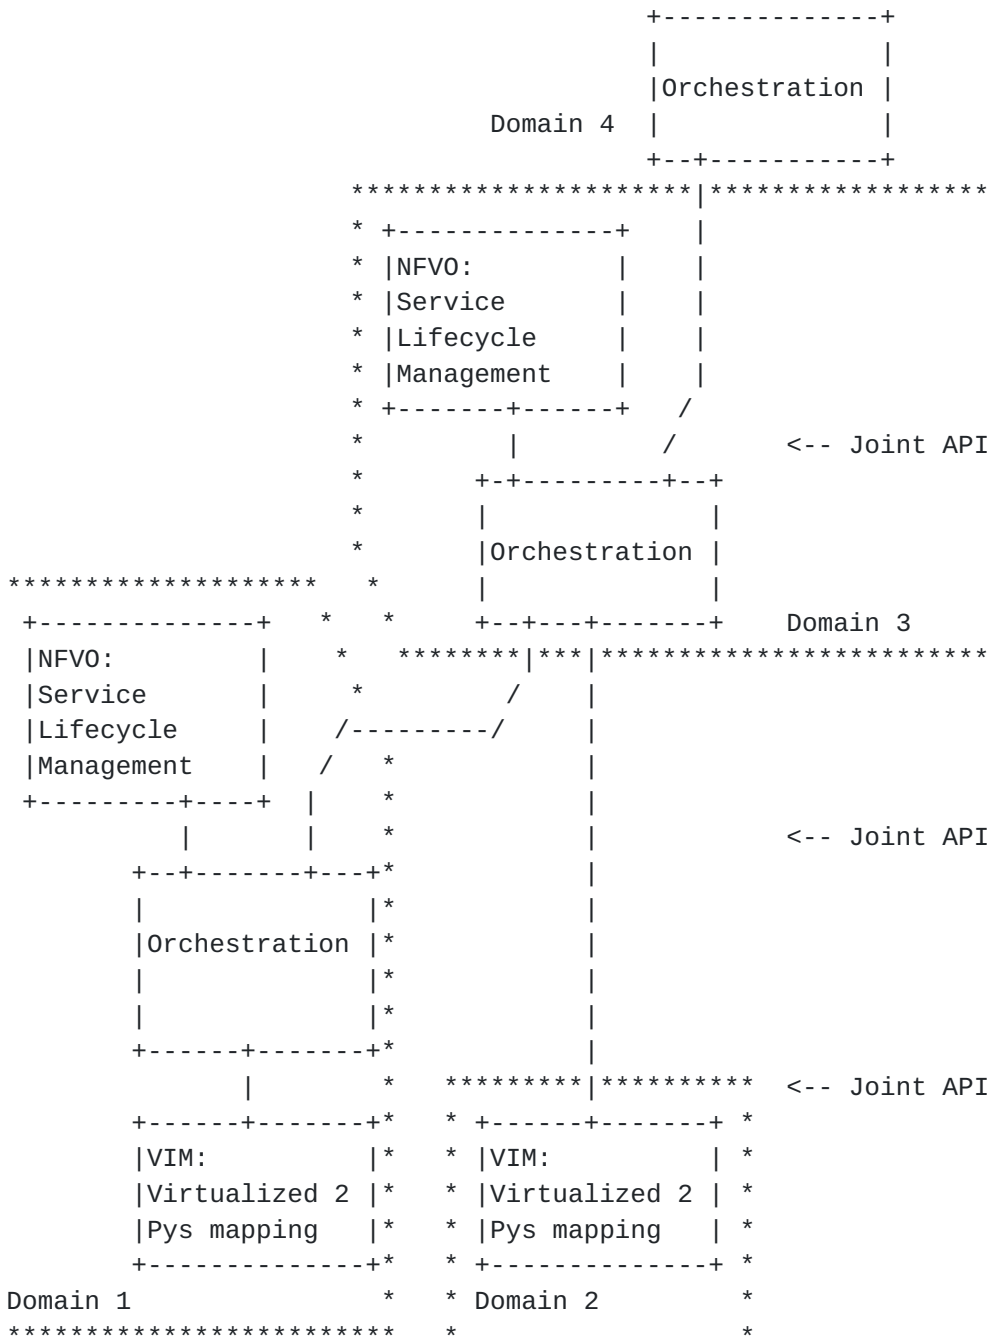 Orchestration
Domain 4
NFVO:
Service
Lifecycle
Management
<-- Joint API
Orchestration
Domain 3
NFVO:
Service
Lifecycle
Management
<-- Joint API
Orchestration
<-- Joint API
VIM: VIM:
Virtualized 2 Virtualized 2
Pys mapping Pys mapping
Domain 1 Domain 2